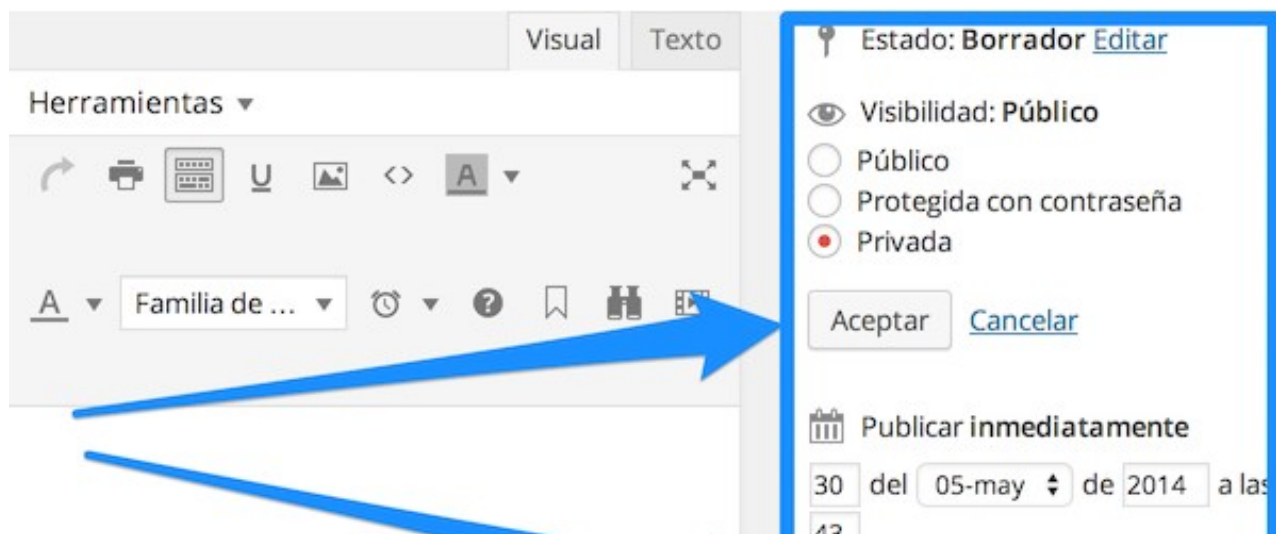 Visual Texto
Herramientas
U <> A
A Familia de ... ?
Estado: Borrador Editar
Visibilidad: Público
Público
Protegida con contraseña
Privada
Aceptar Cancelar
Publicar inmediatamente
30 del 05-may de 2014 a las
43